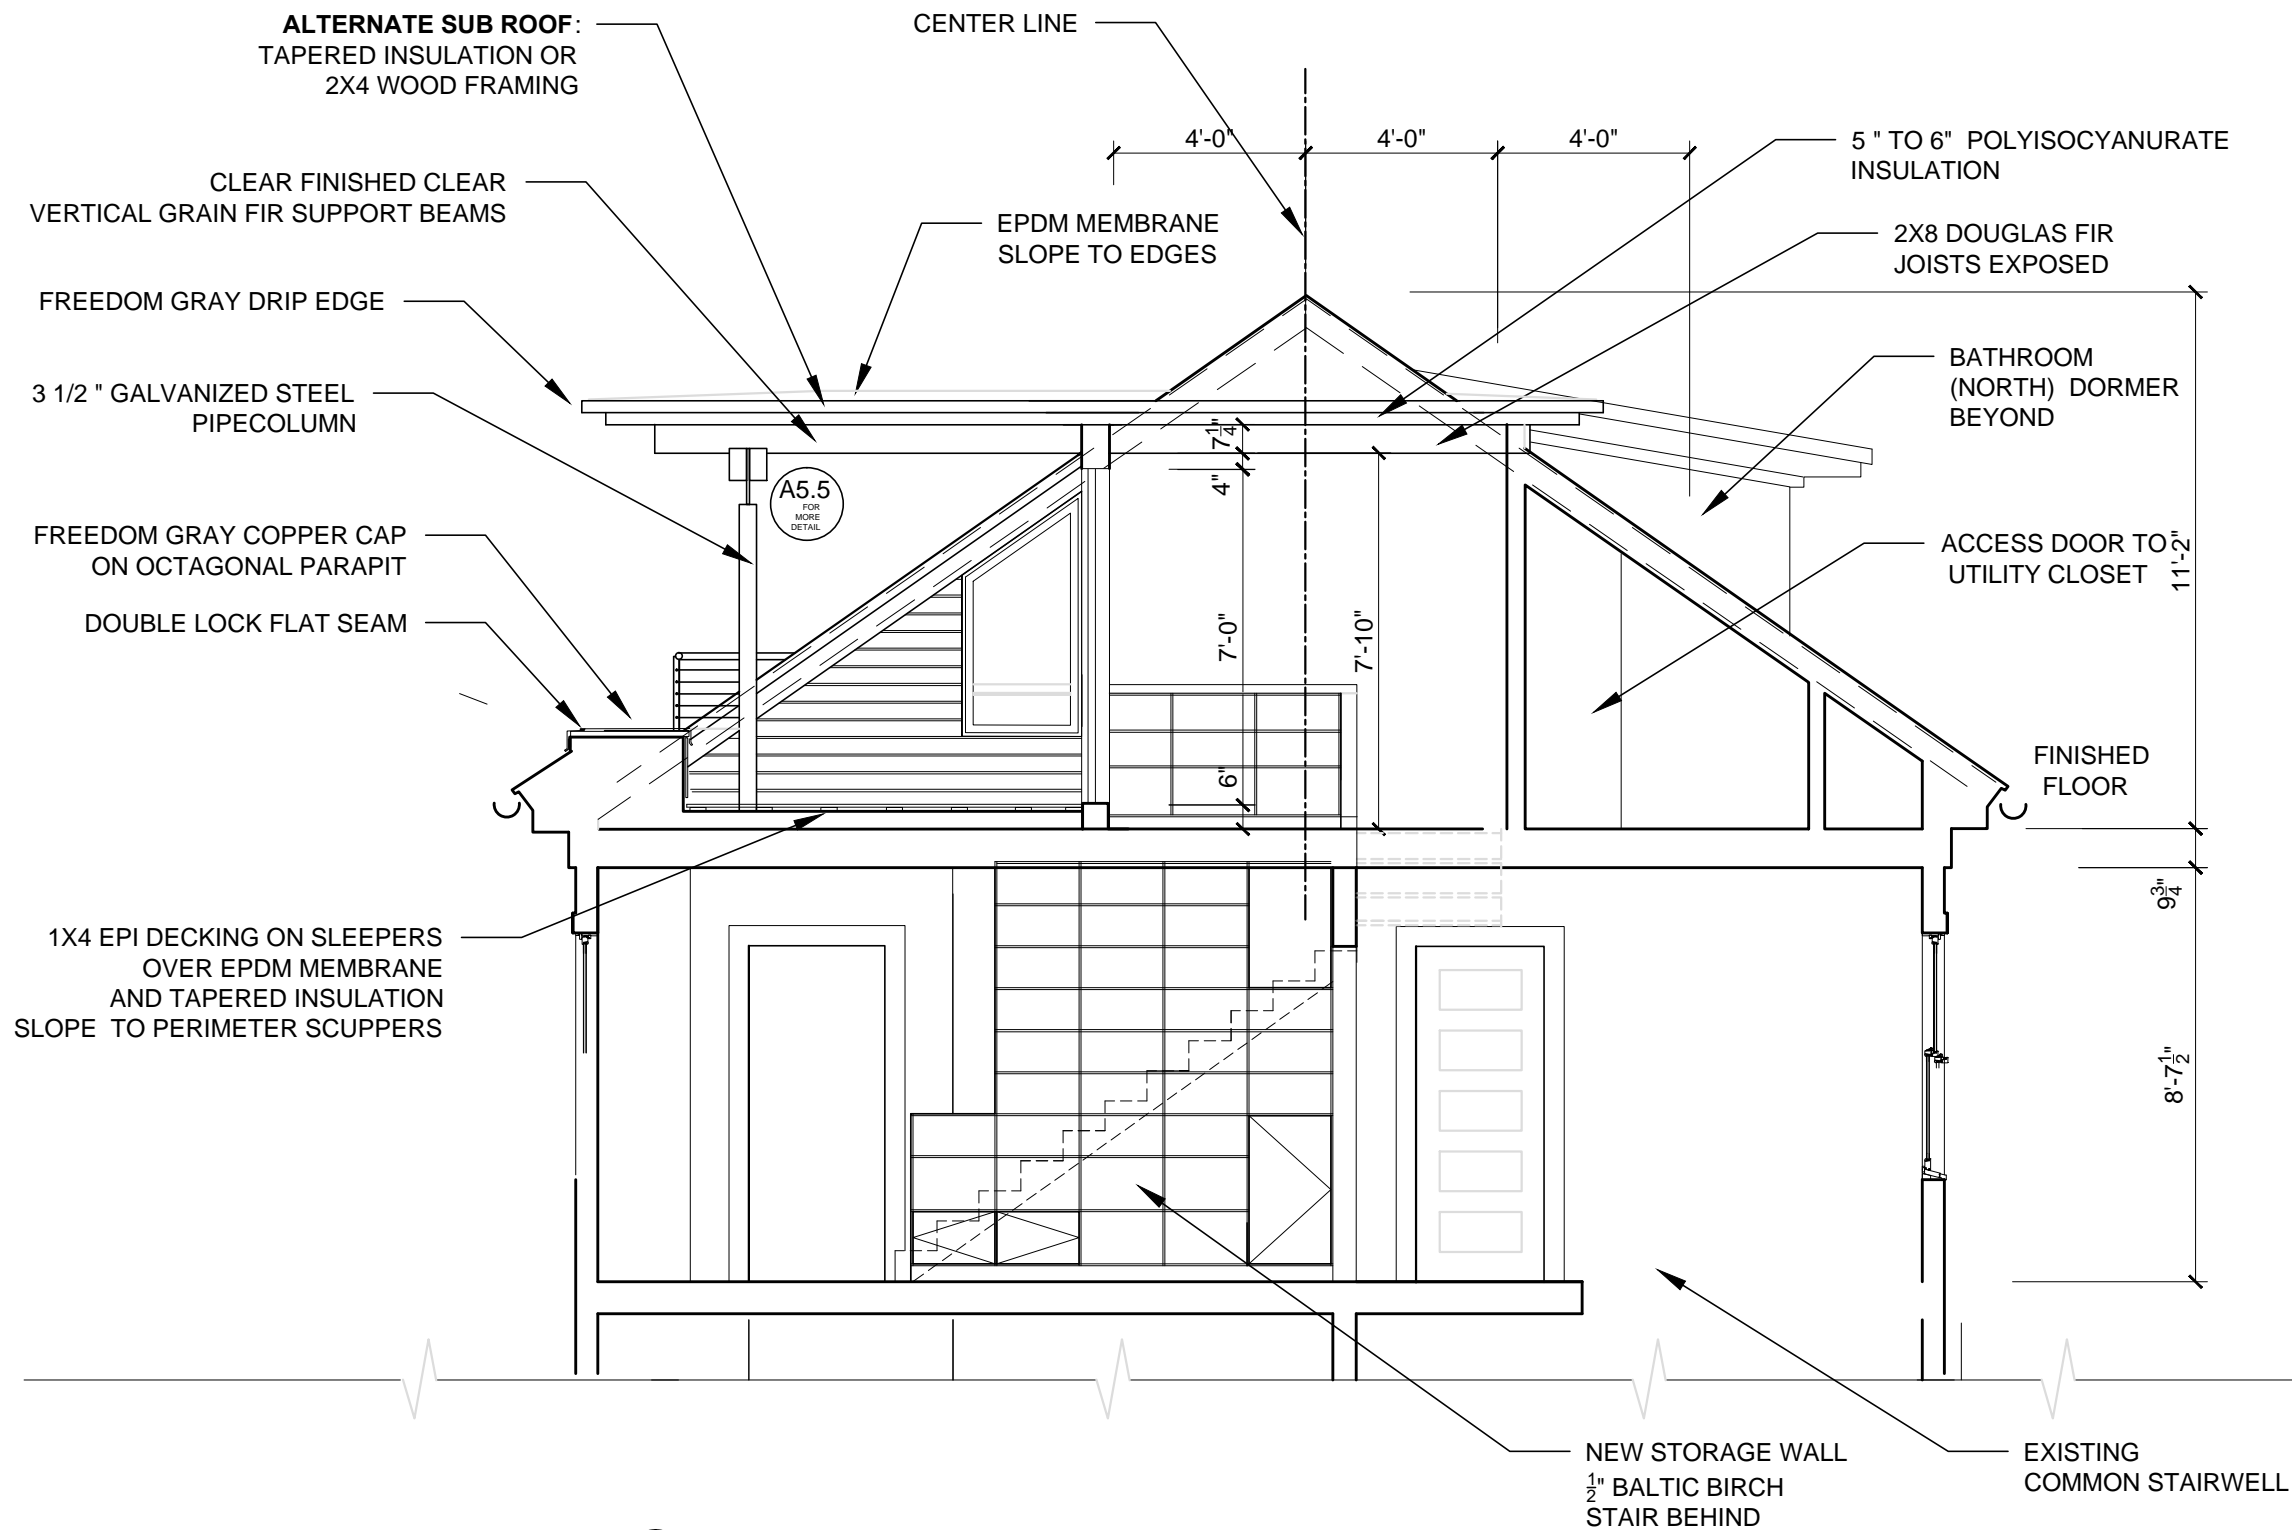 ALTERNATE SUB ROOF:
TAPERED INSULATION OR
2X4 WOOD FRAMING
CENTER LINE
4'-0"
4'-0"
4'-0"
5 " TO 6" POLYISOCYANURATE
INSULATION
CLEAR FINISHED CLEAR
VERTICAL GRAIN FIR SUPPORT BEAMS
EPDM MEMBRANE
SLOPE TO EDGES
2X8 DOUGLAS FIR
JOISTS EXPOSED
FREEDOM GRAY DRIP EDGE
BATHROOM
(NORTH) DORMER
BEYOND
3 1/2 " GALVANIZED STEEL
PIPECOLUMN
7 1/4"
4"
A5.5
FOR
MORE
DETAIL
FREEDOM GRAY COPPER CAP
ON OCTAGONAL PARAPIT
ACCESS DOOR TO
UTILITY CLOSET
11'-2"
DOUBLE LOCK FLAT SEAM
7'-0"
7'-10"
6"
FINISHED
FLOOR
9 3/4"
1X4 EPI DECKING ON SLEEPERS
OVER EPDM MEMBRANE
AND TAPERED INSULATION
SLOPE TO PERIMETER SCUPPERS
8'-7 1/2"
NEW STORAGE WALL
1/2" BALTIC BIRCH
STAIR BEHIND
EXISTING
COMMON STAIRWELL